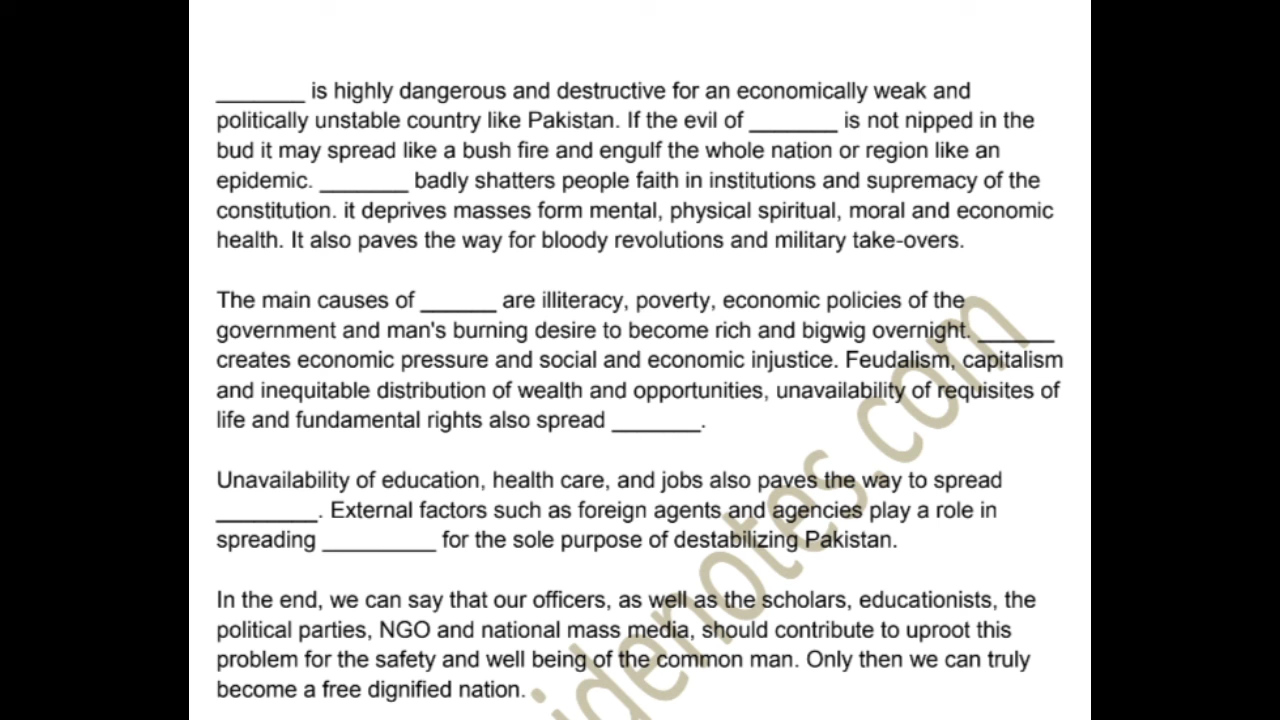 _______ is highly dangerous and destructive for an economically weak and
politically unstable country like Pakistan. If the evil of _______ is not nipped in the
bud it may spread like a bush fire and engulf the whole nation or region like an
epidemic. _______ badly shatters people faith in institutions and supremacy of the
constitution. it deprives masses form mental, physical spiritual, moral and economic
health. It also paves the way for bloody revolutions and military take-overs.
The main causes of ______ are illiteracy, poverty, economic policies of the
government and man's burning desire to become rich and bigwig overnight. ______
creates economic pressure and social and economic injustice. Feudalism, capitalism
and inequitable distribution of wealth and opportunities, unavailability of requisites of
life and fundamental rights also spread _______.
Unavailability of education, health care, and jobs also paves the way to spread
________. External factors such as foreign agents and agencies play a role in
spreading _________ for the sole purpose of destabilizing Pakistan.
In the end, we can say that our officers, as well as the scholars, educationists, the
political parties, NGO and national mass media, should contribute to uproot this
problem for the safety and well being of the common man. Only then we can truly
become a free dignified nation.
idenotes.com